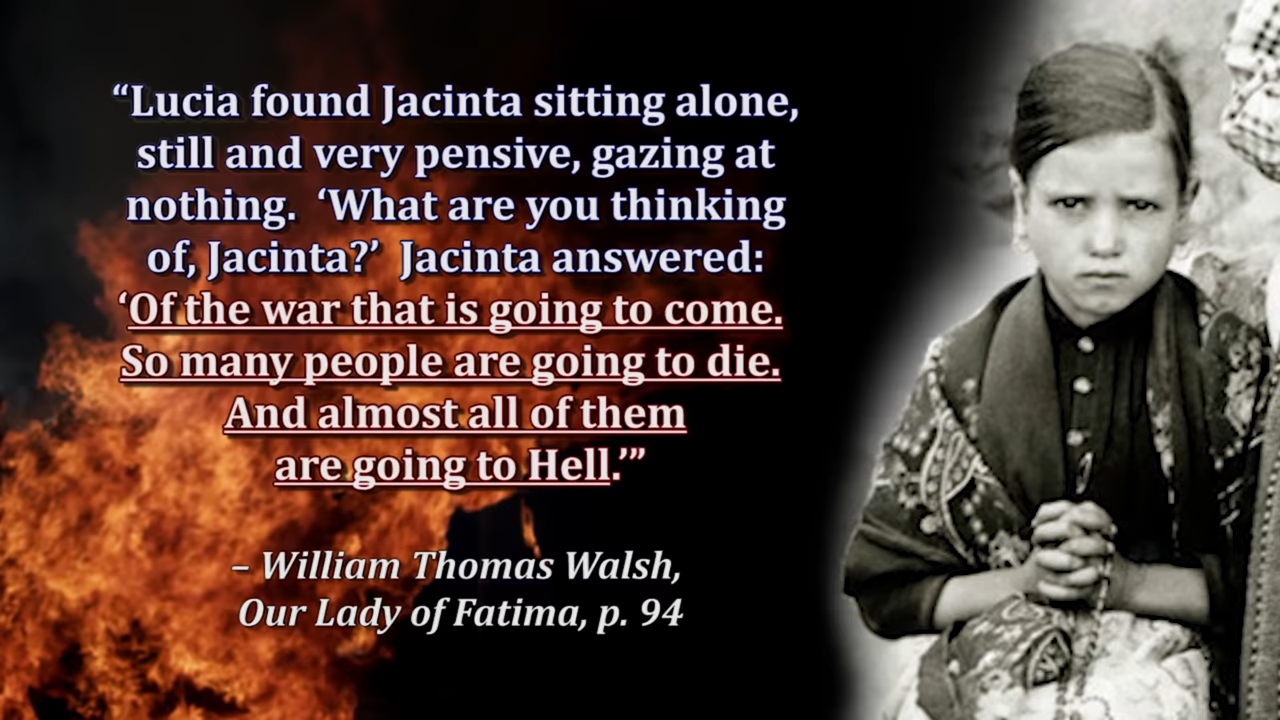 “Lucia found Jacinta sitting alone,
still and very pensive, gazing at
nothing.  ‘What are you thinking
of, Jacinta?’  Jacinta answered:
‘Of the war that is going to come.
So many people are going to die.
And almost all of them
are going to Hell.’”
– William Thomas Walsh,
Our Lady of Fatima, p. 94